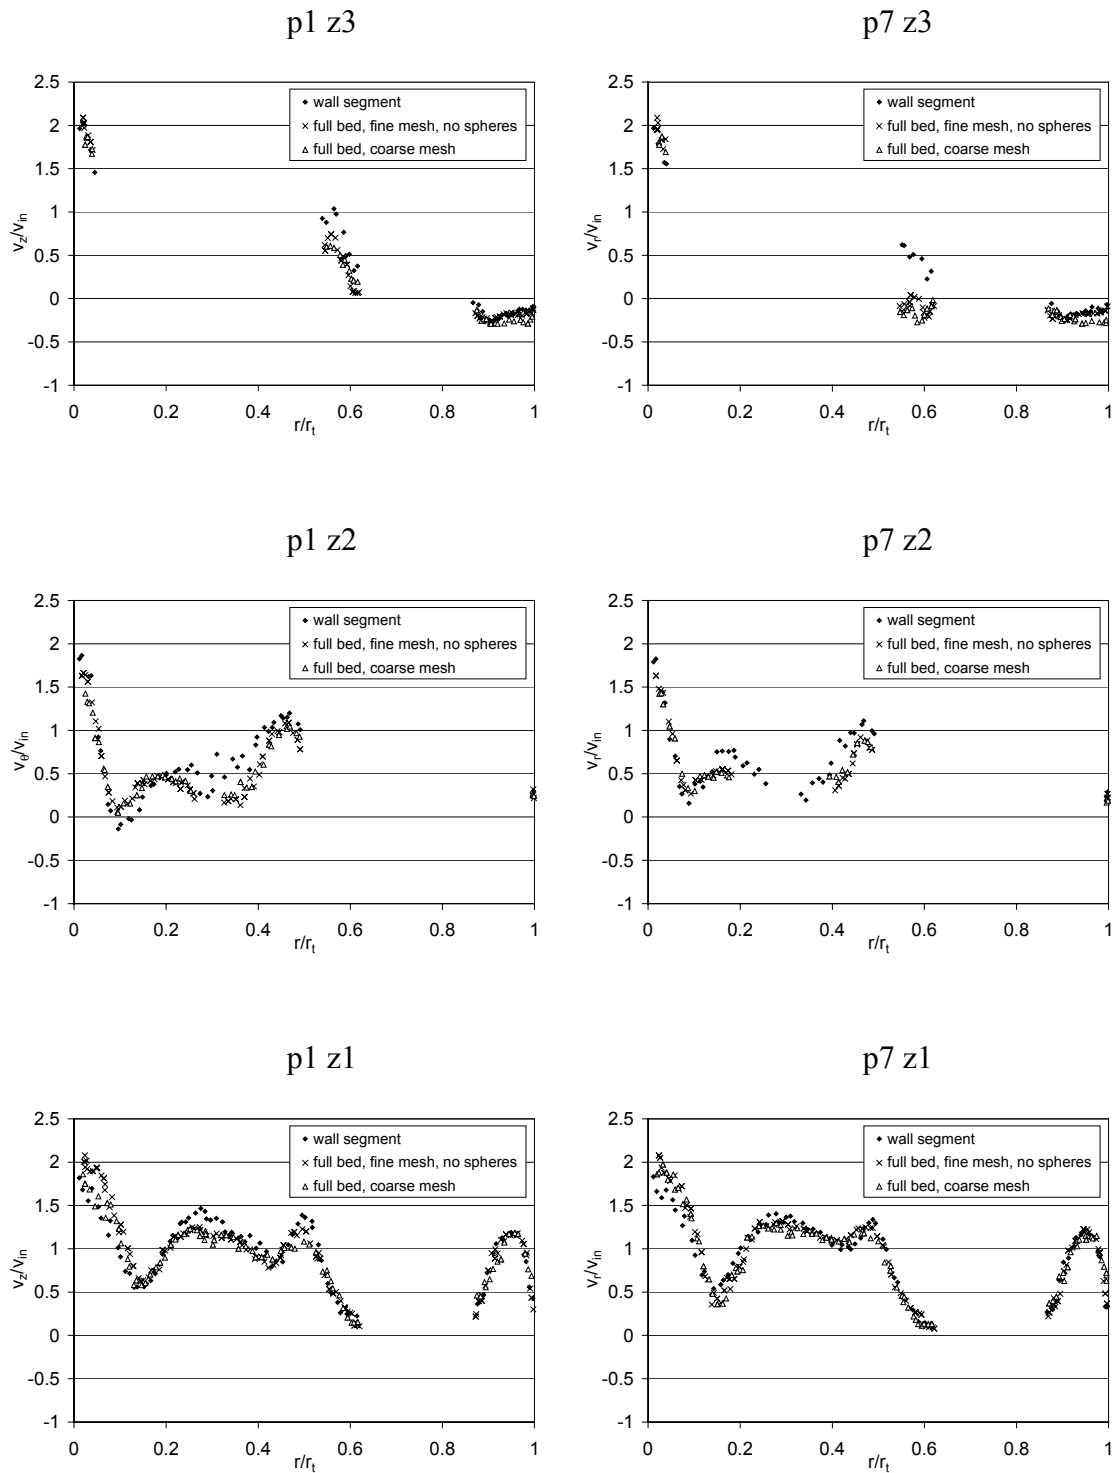 p1 z3
p7 z3
2.5
2
1.5
1
0.5
0
-0.5
-1
v_z/v_in
wall segment
full bed, fine mesh, no spheres
full bed, coarse mesh
0 0.2 0.4 0.6 0.8 1
r/r_t
2.5
2
1.5
1
0.5
0
-0.5
-1
v_r/v_in
wall segment
full bed, fine mesh, no spheres
full bed, coarse mesh
0 0.2 0.4 0.6 0.8 1
r/r_t
p1 z2
p7 z2
2.5
2
1.5
1
0.5
0
-0.5
-1
v_θ/v_in
wall segment
full bed, fine mesh, no spheres
full bed, coarse mesh
0 0.2 0.4 0.6 0.8 1
r/r_t
2.5
2
1.5
1
0.5
0
-0.5
-1
v_r/v_in
wall segment
full bed, fine mesh, no spheres
full bed, coarse mesh
0 0.2 0.4 0.6 0.8 1
r/r_t
p1 z1
p7 z1
2.5
2
1.5
1
0.5
0
-0.5
-1
v_z/v_in
wall segment
full bed, fine mesh, no spheres
full bed, coarse mesh
0 0.2 0.4 0.6 0.8 1
r/r_t
2.5
2
1.5
1
0.5
0
-0.5
-1
v_r/v_in
wall segment
full bed, fine mesh, no spheres
full bed, coarse mesh
0 0.2 0.4 0.6 0.8 1
r/r_t